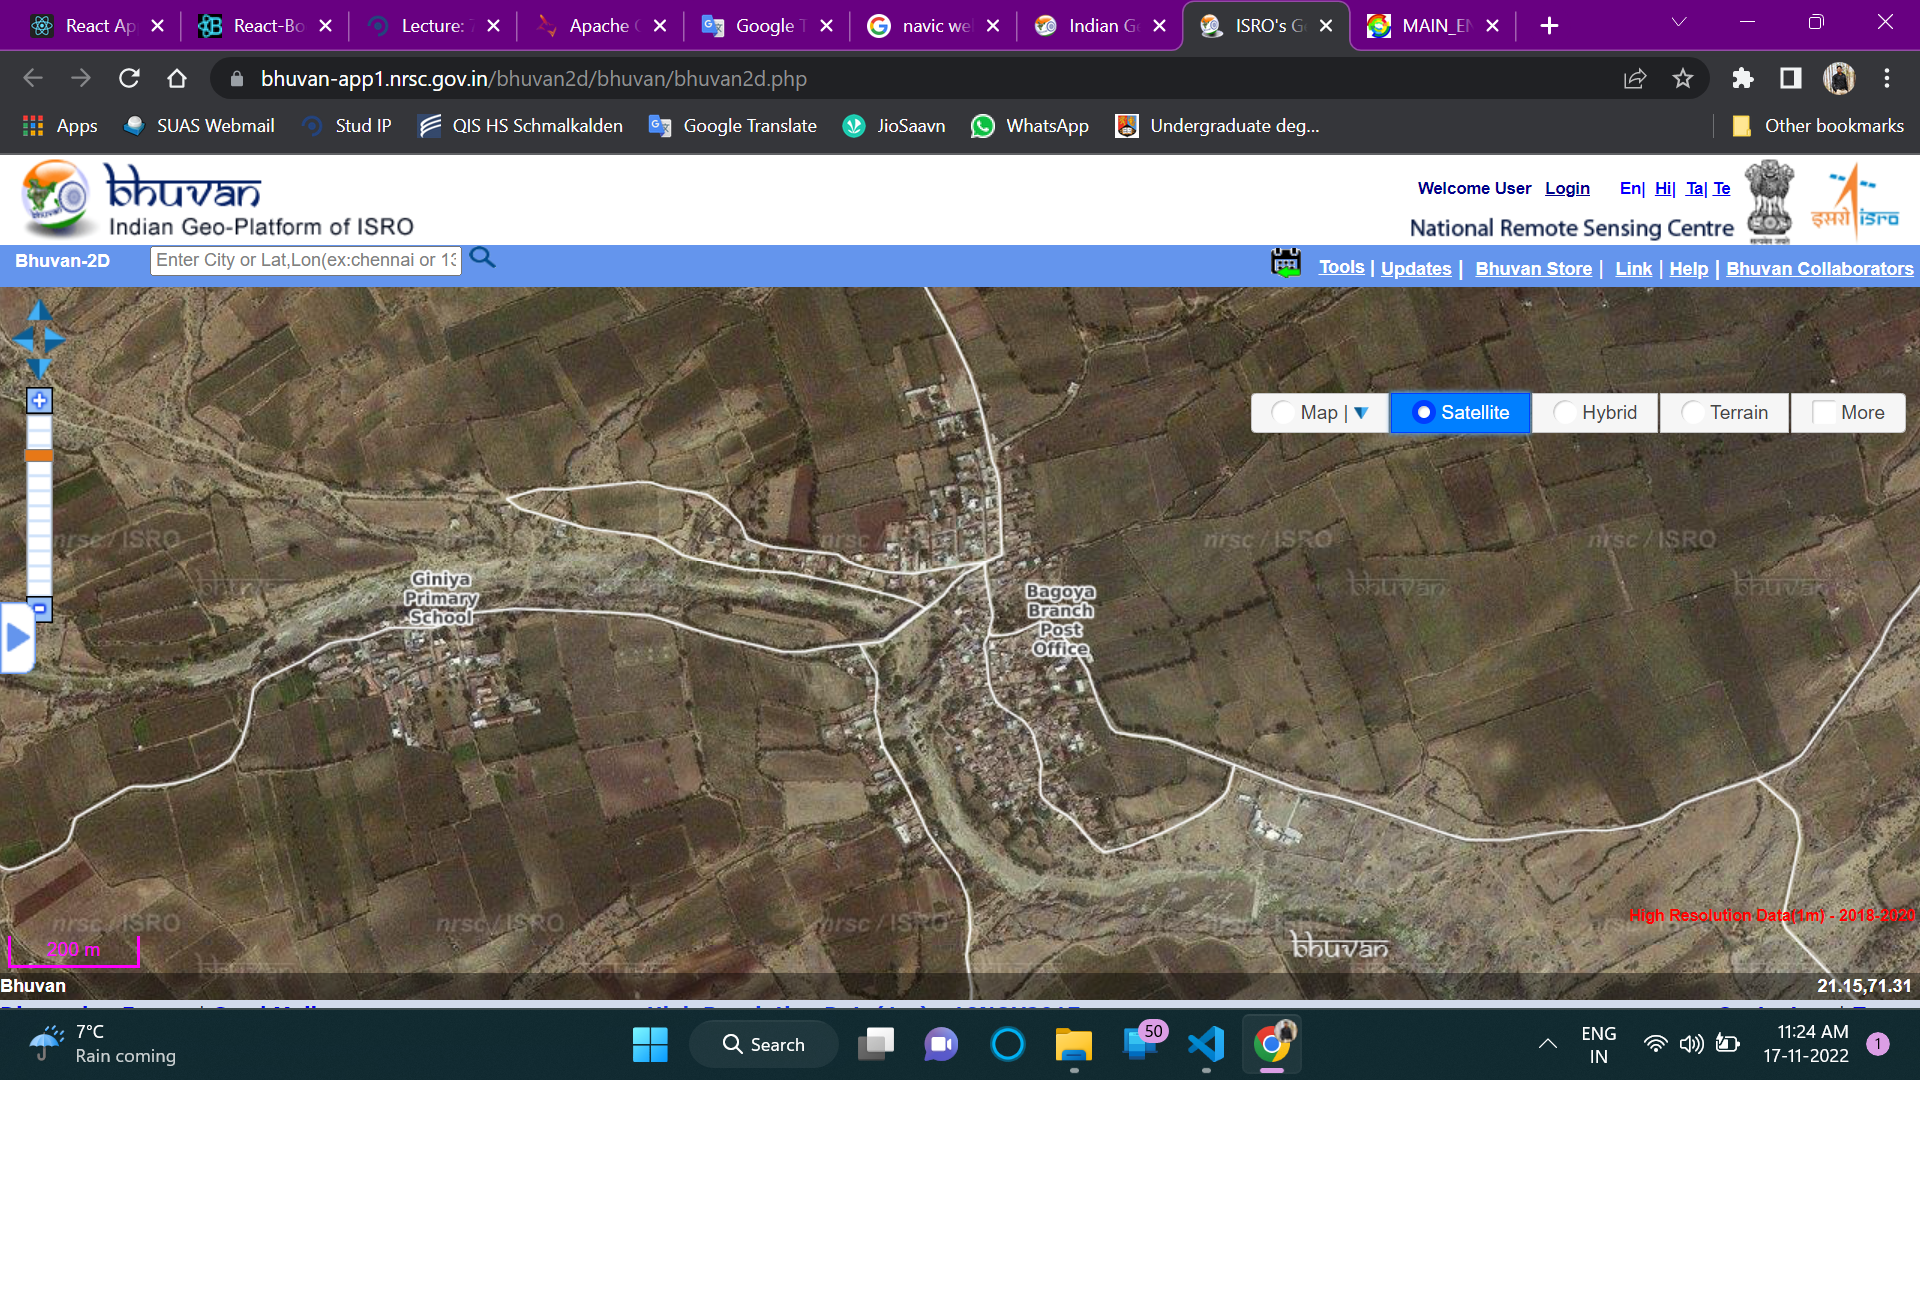 React Ap
React-Bo
Lecture:
Apache
Google T
navic we
Indian G
ISRO's G
MAIN_EN
bhuvan-app1.nrsc.gov.in/bhuvan2d/bhuvan/bhuvan2d.php
Apps
SUAS Webmail
Stud IP
QIS HS Schmalkalden
Google Translate
JioSaavn
WhatsApp
Undergraduate deg...
Other bookmarks
bhuvan
Indian Geo-Platform of ISRO
Welcome User Login En| Hi| Ta| Te
National Remote Sensing Centre
सत्यमेव जयते
इसरो isro
Bhuvan-2D
Enter City or Lat,Lon(ex:chennai or 13
Tools | Updates | Bhuvan Store | Link | Help | Bhuvan Collaborators
Map |
Satellite
Hybrid
Terrain
More
nrsc / ISRO
nrsc / ISRO
nrsc / ISRO
bhuvan
bhuvan
bhuvan
Giniya
Primary
School
Bagoya
Branch
Post
Office
nrsc / ISRO
nrsc / ISRO
nrsc / ISRO
High Resolution Data(1m) - 2018-2020
200 m
bhuvan
Bhuvan
21.15,71.31
7°C
Rain coming
Search
50
ENG
IN
11:24 AM
17-11-2022
1